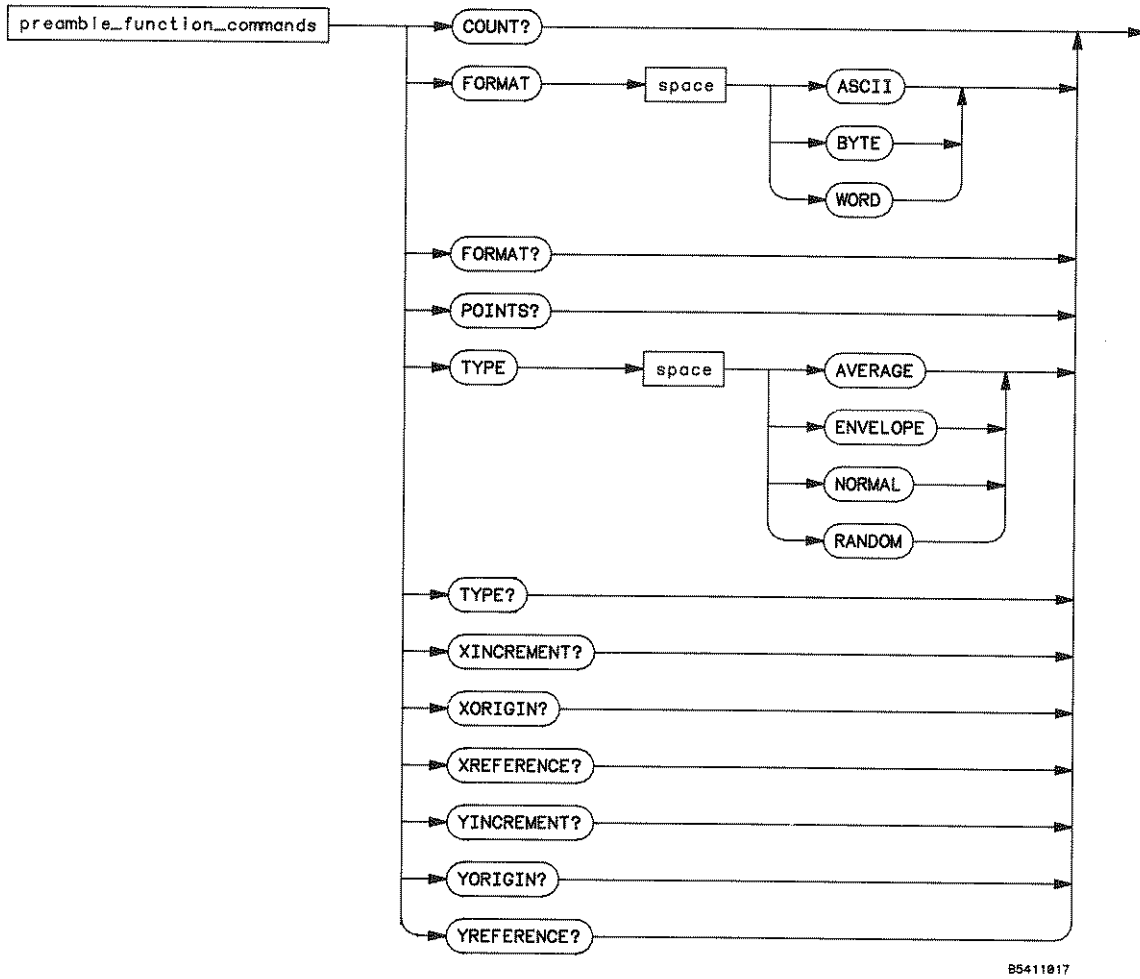 preamble_function_commands
COUNT?
FORMAT space ASCII
BYTE
WORD
FORMAT?
POINTS?
TYPE space AVERAGE
ENVELOPE
NORMAL
RANDOM
TYPE?
XINCREMENT?
XORIGIN?
XREFERENCE?
YINCREMENT?
YORIGIN?
YREFERENCE?
B5411017